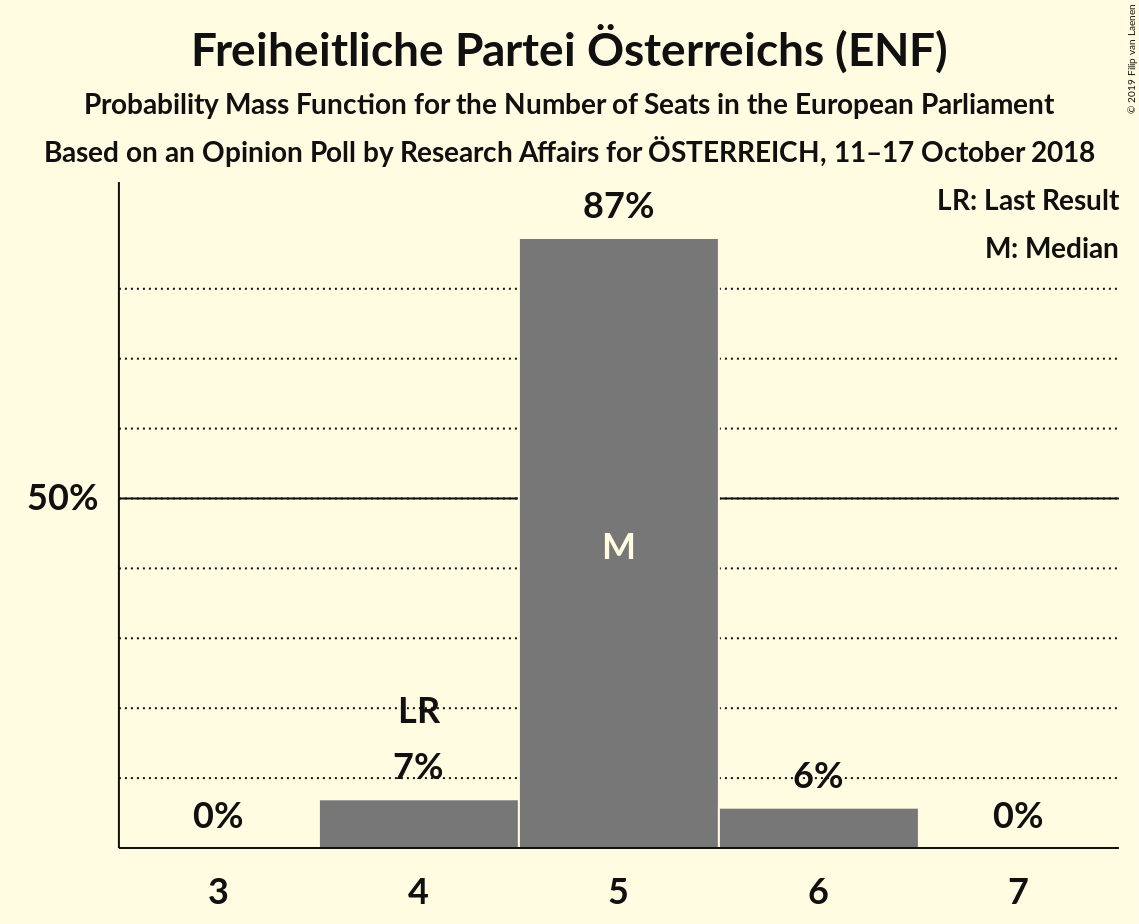 Freiheitliche Partei Österreichs (ENF)
Probability Mass Function for the Number of Seats in the European Parliament
Based on an Opinion Poll by Research Affairs for ÖSTERREICH, 11–17 October 2018
© 2019 Filip van Laenen
LR: Last Result
M: Median
87%
50%
M
LR
7%
6%
0%
0%
3 4 5 6 7